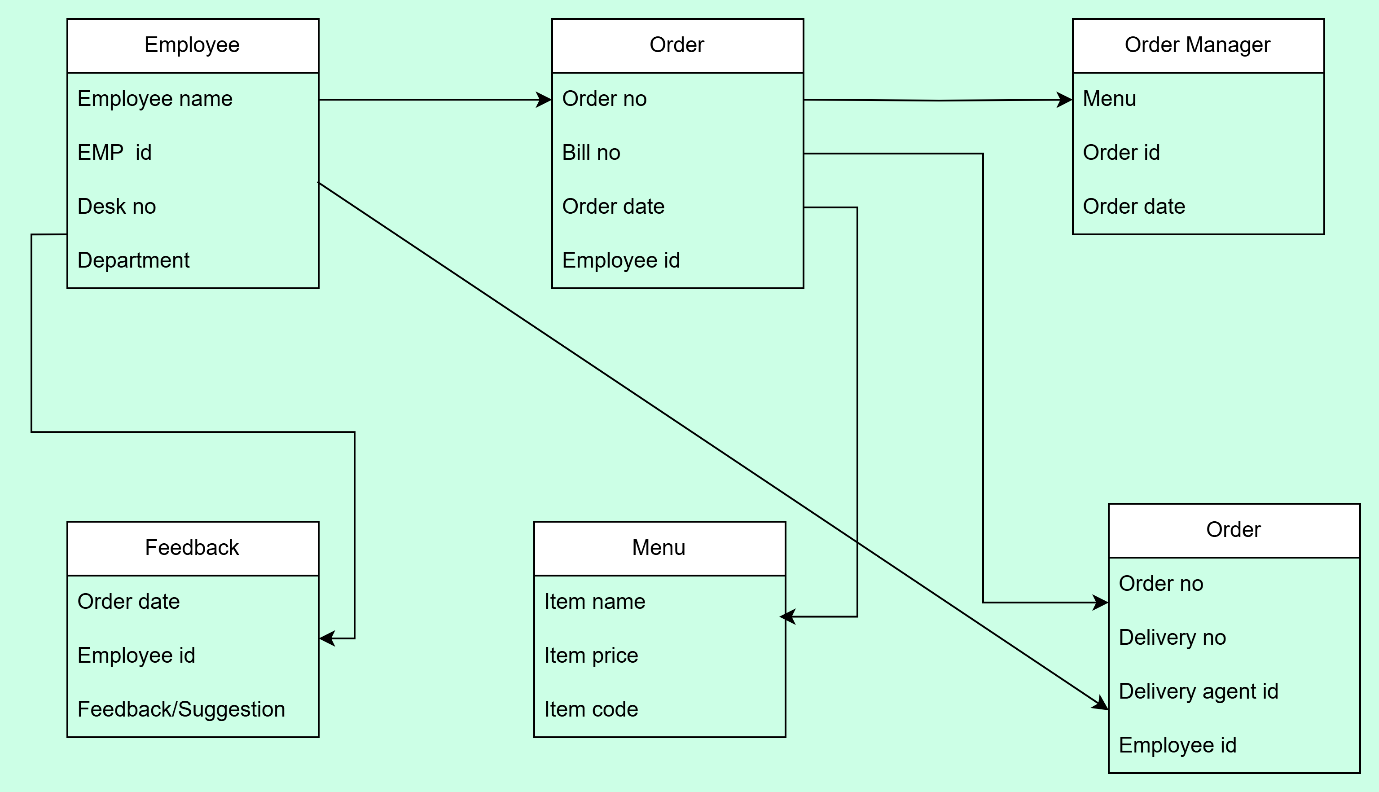 Employee
Employee name
EMP  id
Desk no
Department
Order
Order no
Bill no
Order date
Employee id
Order Manager
Menu
Order id
Order date
Feedback
Order date
Employee id
Feedback/Suggestion
Menu
Item name
Item price
Item code
Order
Order no
Delivery no
Delivery agent id
Employee id